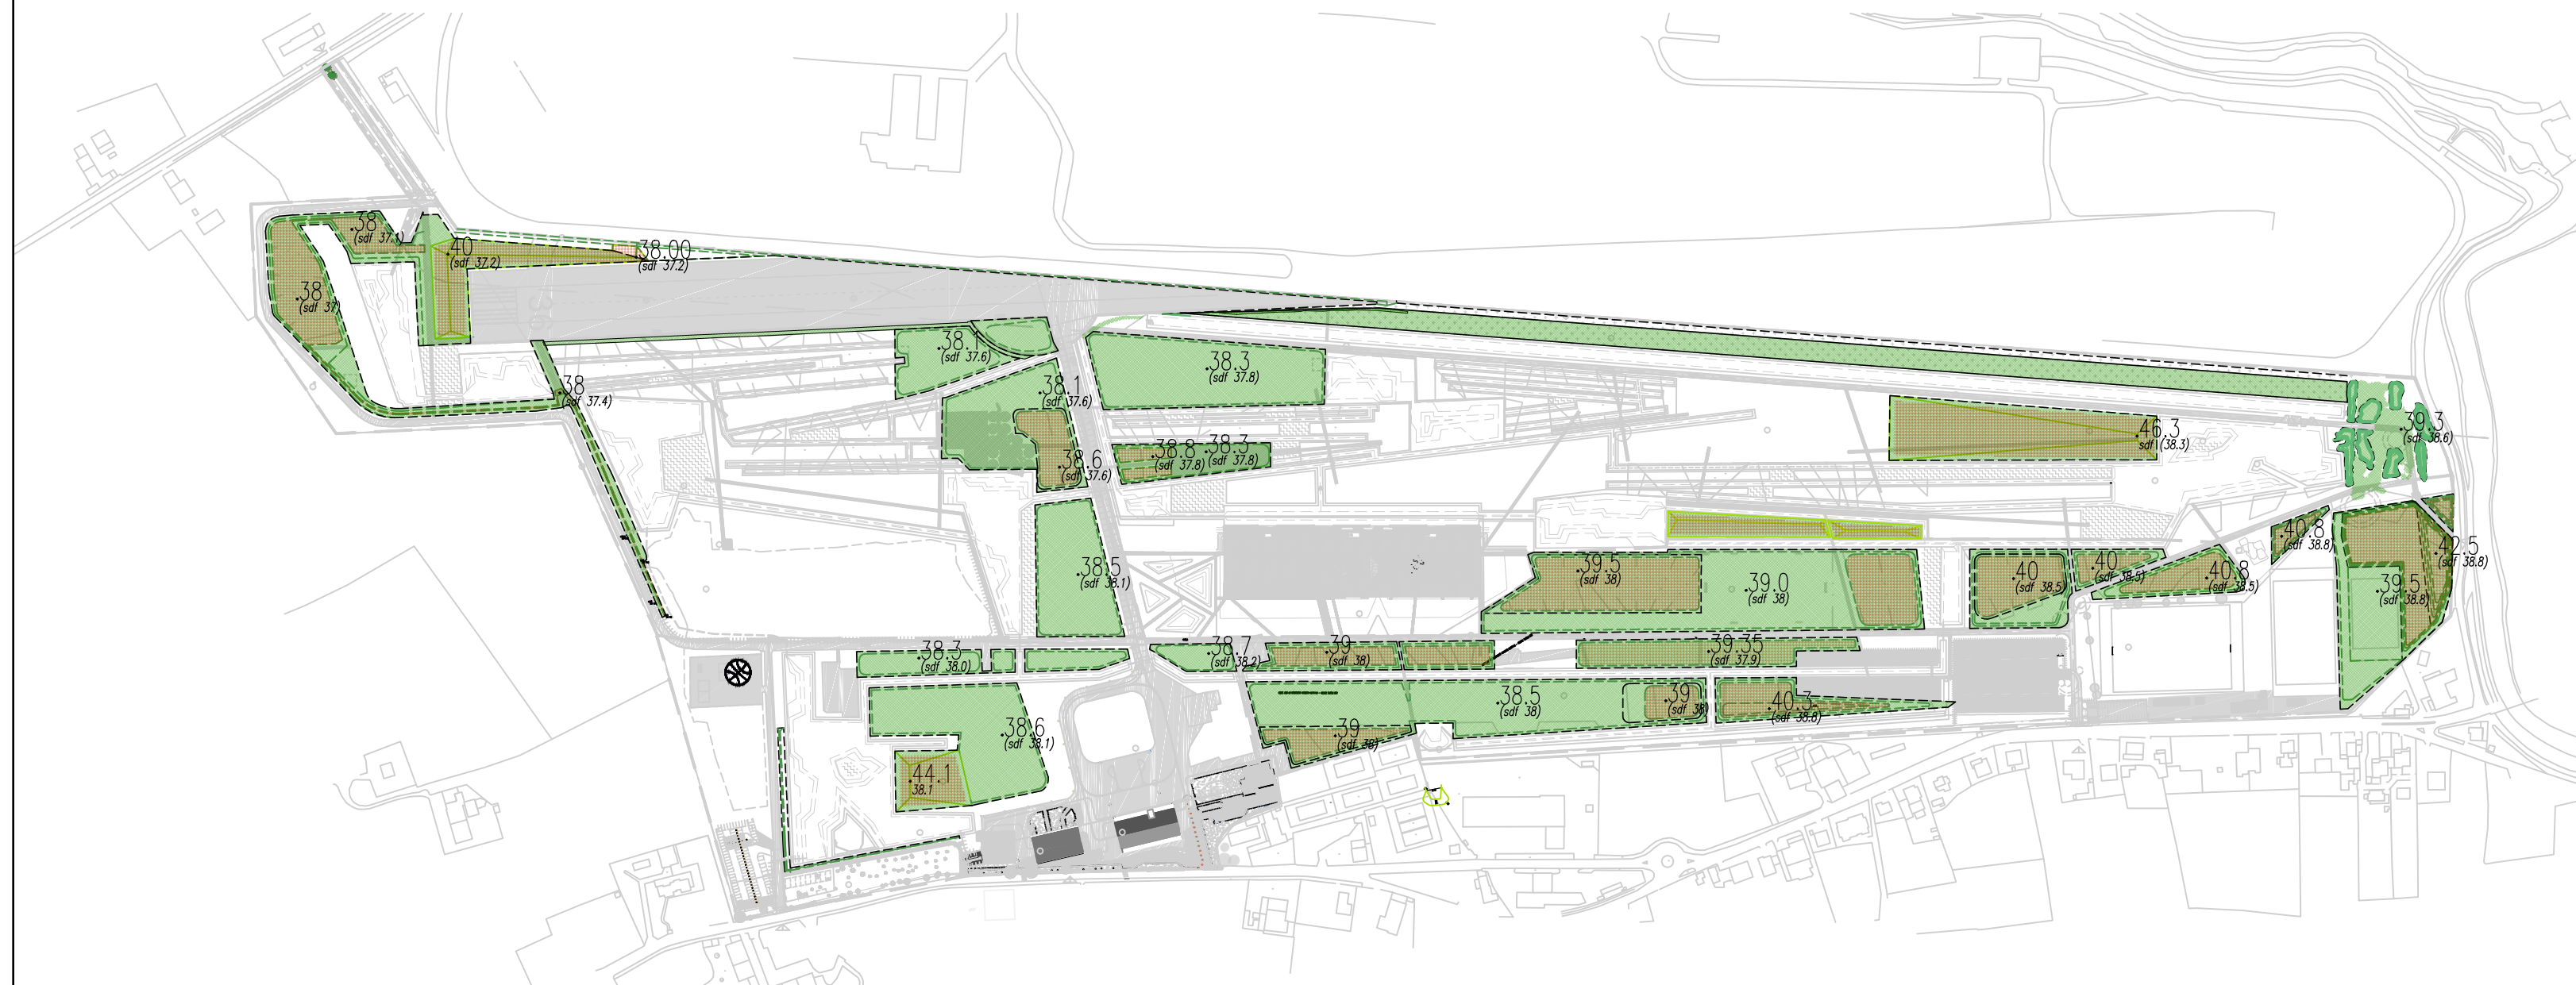 .38
(sdf 37.1)
.40
(sdf 37.2)
38.00
(sdf 37.2)
.38
(sdf 37)
.38.1
(sdf 37.6)
.38.3
(sdf 37.8)
.38
(sdf 37.4)
.38.1
(sdf 37.6)
.39.3
(sdf 38.6)
.46.3
sdf (38.3)
.38.8
(sdf 37.8)
.38.3
(sdf 37.8)
.38.6
(sdf 37.6)
.40.8
(sdf 38.8)
.42.5
(sdf 38.8)
.38.5
(sdf 38.1)
.39.5
(sdf 38)
.39.0
(sdf 38)
.40
(sdf 38.5)
.40
(sdf 38.5)
.40.8
(sdf 38.5)
.39.5
(sdf 38.8)
.38.3
(sdf 38.0)
.38.7
(sdf 38.2)
.39
(sdf 38)
.39.35
(sdf 37.9)
.38.5
(sdf 38)
.39
(sdf 38)
.40.3
(sdf 38.8)
.38.6
(sdf 38.1)
.39
(sdf 38)
.44.1
38.1